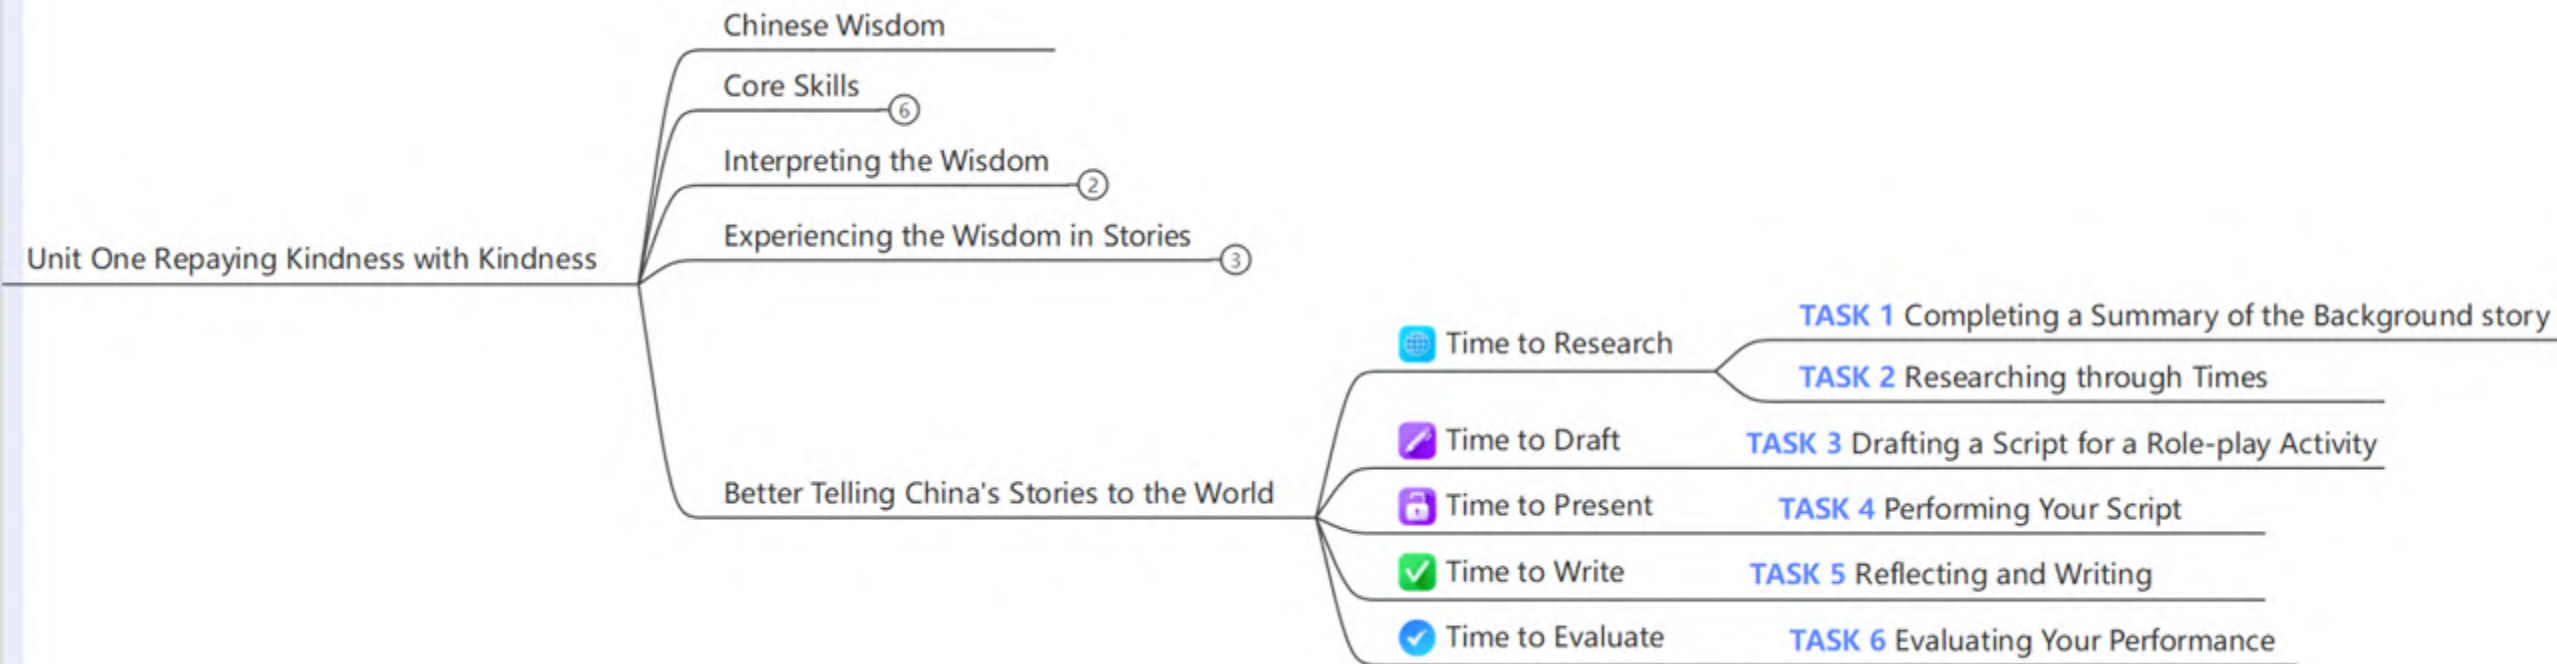 Chinese Wisdom
Core Skills
6
Interpreting the Wisdom
2
Experiencing the Wisdom in Stories
3
Unit One Repaying Kindness with Kindness
Better Telling China's Stories to the World
Time to Research
TASK 1 Completing a Summary of the Background story
TASK 2 Researching through Times
Time to Draft
TASK 3 Drafting a Script for a Role-play Activity
Time to Present
TASK 4 Performing Your Script
Time to Write
TASK 5 Reflecting and Writing
Time to Evaluate
TASK 6 Evaluating Your Performance